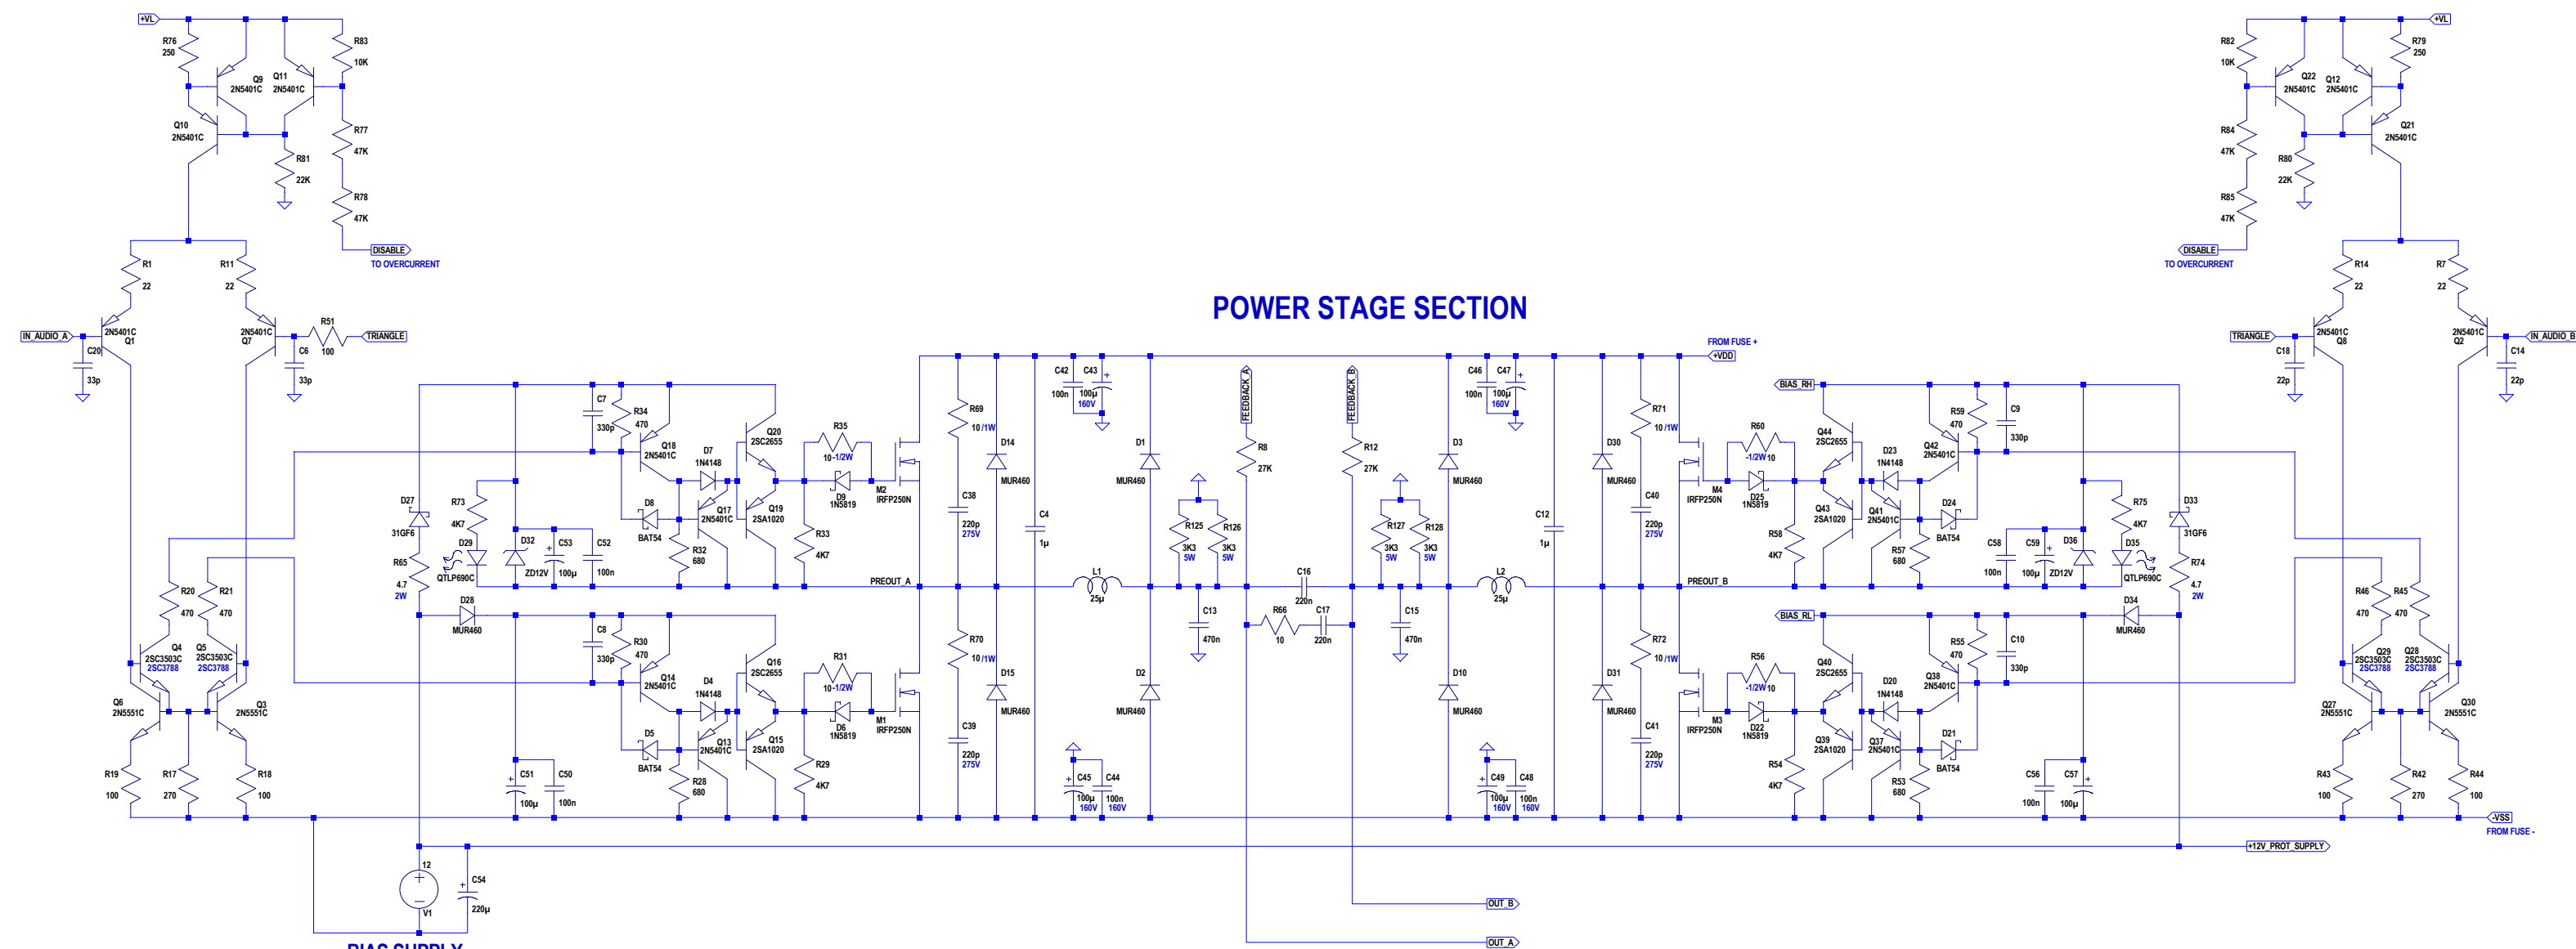 +VL
R76
250
Q9
2N5401C
Q11
2N5401C
R83
10K
Q10
2N5401C
R77
47K
R81
22K
R78
47K
DISABLE
TO OVERCURRENT
R1
22
R11
22
IN_AUDIO_A
2N5401C
Q1
C20
33p
2N5401C
Q7
C6
33p
R51
100
TRIANGLE
POWER STAGE SECTION
+VL
R82
10K
Q22
2N5401C
Q12
2N5401C
R79
250
Q21
2N5401C
R84
47K
R80
22K
R85
47K
DISABLE
TO OVERCURRENT
R14
22
R7
22
TRIANGLE
2N5401C
Q8
C18
22p
2N5401C
Q2
C14
22p
IN_AUDIO_B
FROM FUSE +
+VDD
C7
330p
R34
470
Q18
2N5401C
D7
1N4148
Q20
2SC2655
R35
10
-1/2W
D9
1N5819
M2
IRFP250N
D8
BAT54
Q17
2N5401C
Q19
2SA1020
R32
680
R33
4K7
D27
31GF6
R65
4.7
2W
R73
4K7
D29
QTLP690C
D32
ZD12V
C53
100µ
C52
100n
PREOUT_A
R69
10
/1W
C38
220p
275V
D14
MUR460
C4
1µ
C42
100n
C43
100µ
160V
D1
MUR460
FEEDBACK_A
R8
27K
FEEDBACK_B
R12
27K
R125
3K3
5W
R126
3K3
5W
R127
3K3
5W
R128
3K3
5W
L1
25µ
C16
220n
C13
470n
R66
10
C17
220n
C15
470n
L2
25µ
D3
MUR460
C46
100n
C47
100µ
160V
C12
1µ
D30
MUR460
R71
10
/1W
C40
220p
275V
PREOUT_B
M4
IRFP250N
R60
-1/2W
10
D25
1N5819
BIAS_RH
Q44
2SC2655
Q43
2SA1020
R58
4K7
D23
1N4148
Q41
2N5401C
R57
680
Q42
2N5401C
D24
BAT54
R59
470
C9
330p
C58
100n
C59
100µ
D36
ZD12V
R75
4K7
D35
QTLP690C
D33
31GF6
R74
4.7
2W
R20
470
R21
470
Q4
2SC3503C
2SC3788
Q5
2SC3503C
2SC3788
Q6
2N5551C
Q3
2N5551C
R19
100
R17
270
R18
100
D28
MUR460
C8
330p
R30
470
Q14
2N5401C
D4
1N4148
Q16
2SC2655
R31
10
-1/2W
D6
1N5819
M1
IRFP250N
D5
BAT54
Q13
2N5401C
Q15
2SA1020
R28
680
R29
4K7
C51
100µ
C50
100n
R70
10
/1W
C39
220p
275V
D15
MUR460
C45
100µ
160V
C44
100n
160V
D2
MUR460
D10
MUR460
C49
100µ
160V
C48
100n
160V
D31
MUR460
R72
10
/1W
C41
220p
275V
M3
IRFP250N
R56
-1/2W
10
D22
1N5819
BIAS_RL
Q40
2SC2655
Q39
2SA1020
R54
4K7
D20
1N4148
Q37
2N5401C
R53
680
Q38
2N5401C
D21
BAT54
R55
470
C10
330p
D34
MUR460
C56
100n
C57
100µ
R46
470
R45
470
Q29
2SC3503C
2SC3788
Q28
2SC3503C
2SC3788
Q27
2N5551C
Q30
2N5551C
R43
100
R42
270
R44
100
-VSS
FROM FUSE -
+12V_PROT_SUPPLY
12
V1
C54
220µ
OUT_B
OUT_A
BIAS SUPPLY